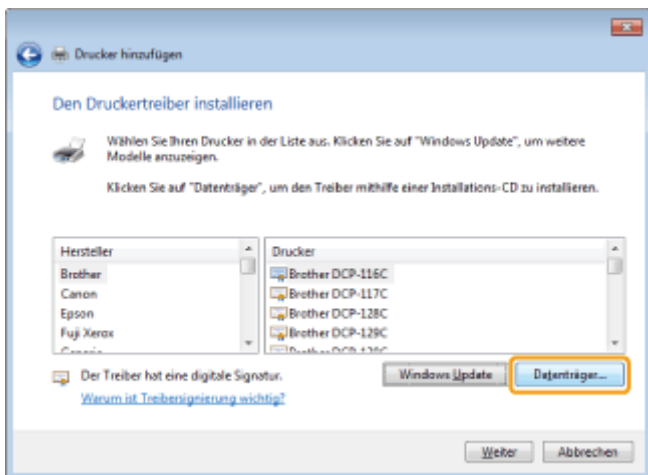 Drucker hinzufügen
Den Druckertreiber installieren
Wählen Sie Ihren Drucker in der Liste aus. Klicken Sie auf "Windows Update", um weitere
Modelle anzuzeigen.
Klicken Sie auf "Datenträger", um den Treiber mithilfe einer Installations-CD zu installieren.
Hersteller
Brother
Canon
Epson
Fuji Xerox
Drucker
Brother DCP-116C
Brother DCP-117C
Brother DCP-128C
Brother DCP-129C
Der Treiber hat eine digitale Signatur.
Warum ist Treibersignierung wichtig?
Windows Update
Datenträger...
Weiter
Abbrechen